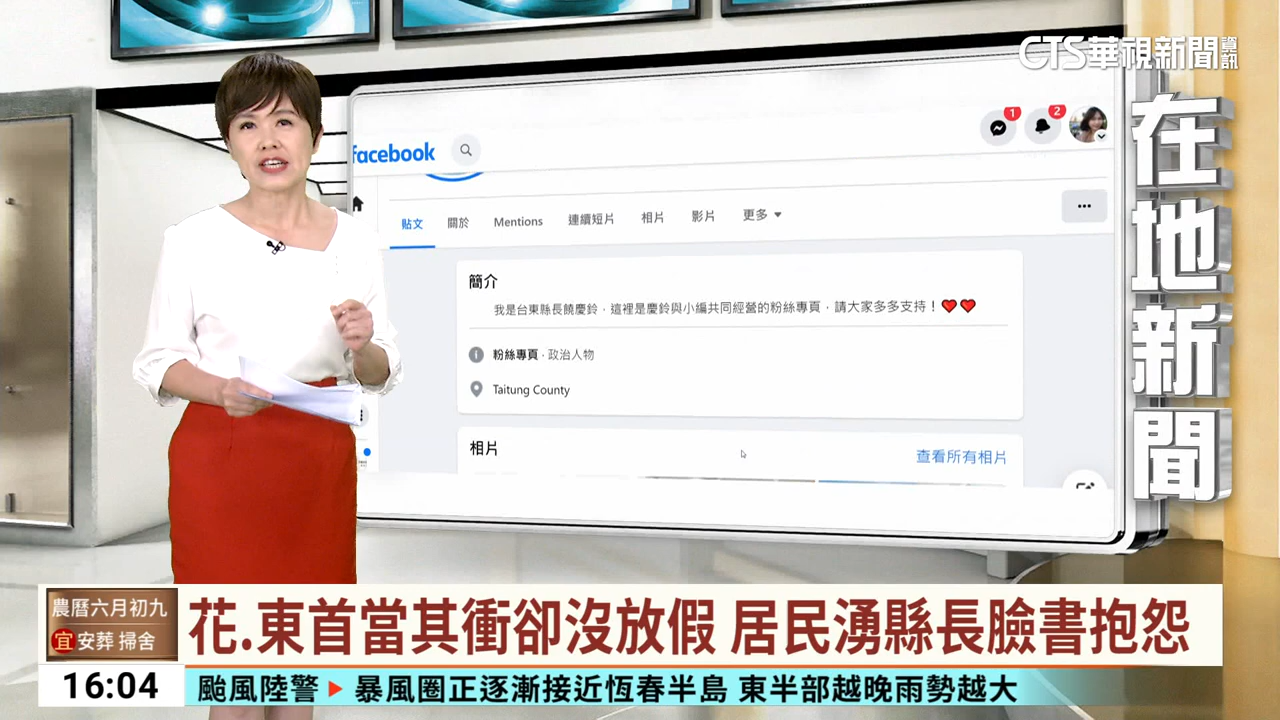 CTS華視新聞資訊
在地新聞
1
2
facebook
貼文
關於
Mentions
連續短片
相片
影片
更多
簡介
我是台東縣長饒慶鈴，這裡是慶鈴與小編共同經營的粉絲專頁，請大家多多支持！❤❤
粉絲專頁 · 政治人物
Taitung County
相片
查看所有相片
農曆六月初九
宜 安葬 掃舍
花.東首當其衝卻沒放假 居民湧縣長臉書抱怨
16:04
颱風陸警 ▶ 暴風圈正逐漸接近恆春半島 東半部越晚雨勢越大